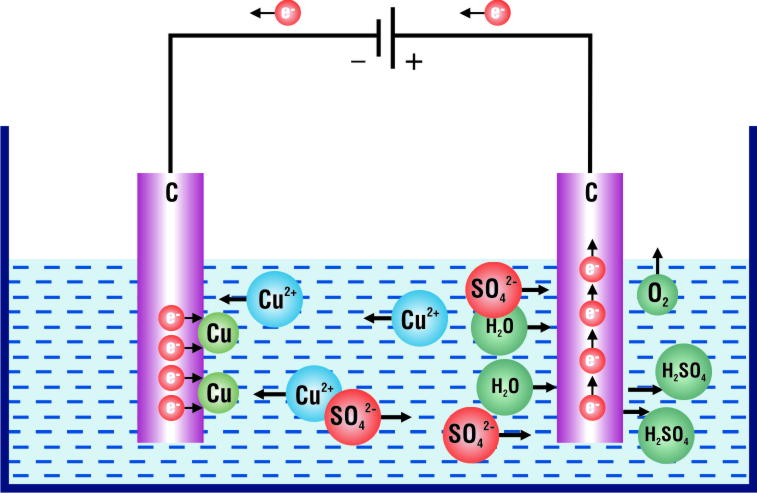 e⁻ e⁻
− +
C C
e⁻
SO₄²⁻ O₂
Cu²⁺
e⁻ Cu²⁺ H₂O e⁻
Cu
e⁻
e⁻ H₂SO₄
e⁻ Cu Cu²⁺ H₂O
e⁻ SO₄²⁻ e⁻
SO₄²⁻ H₂SO₄